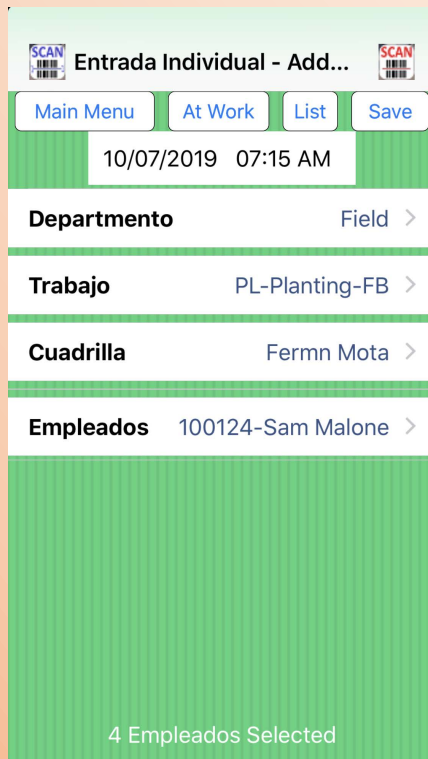 SCAN Entrada Individual - Add... SCAN
Main Menu At Work List Save
10/07/2019 07:15 AM
Departmento Field
Trabajo PL-Planting-FB
Cuadrilla Fermn Mota
Empleados 100124-Sam Malone
4 Empleados Selected